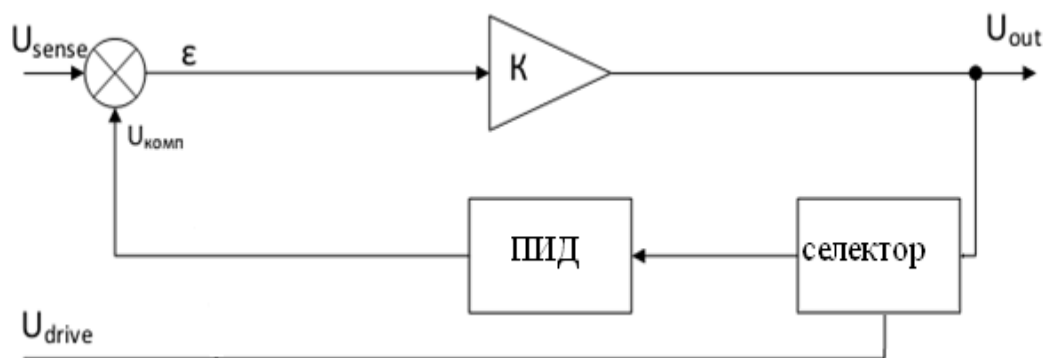 U_sense
ε
K
U_out
U_комп
ПИД
селектор
U_drive